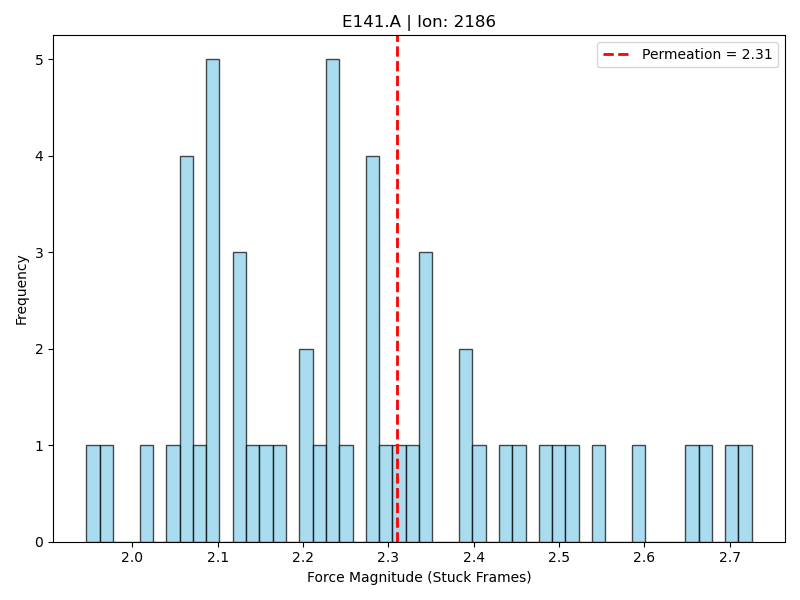 E141.A | Ion: 2186
Permeation = 2.31
5
4
3
2
1
0
Frequency
2.0 2.1 2.2 2.3 2.4 2.5 2.6 2.7
Force Magnitude (Stuck Frames)